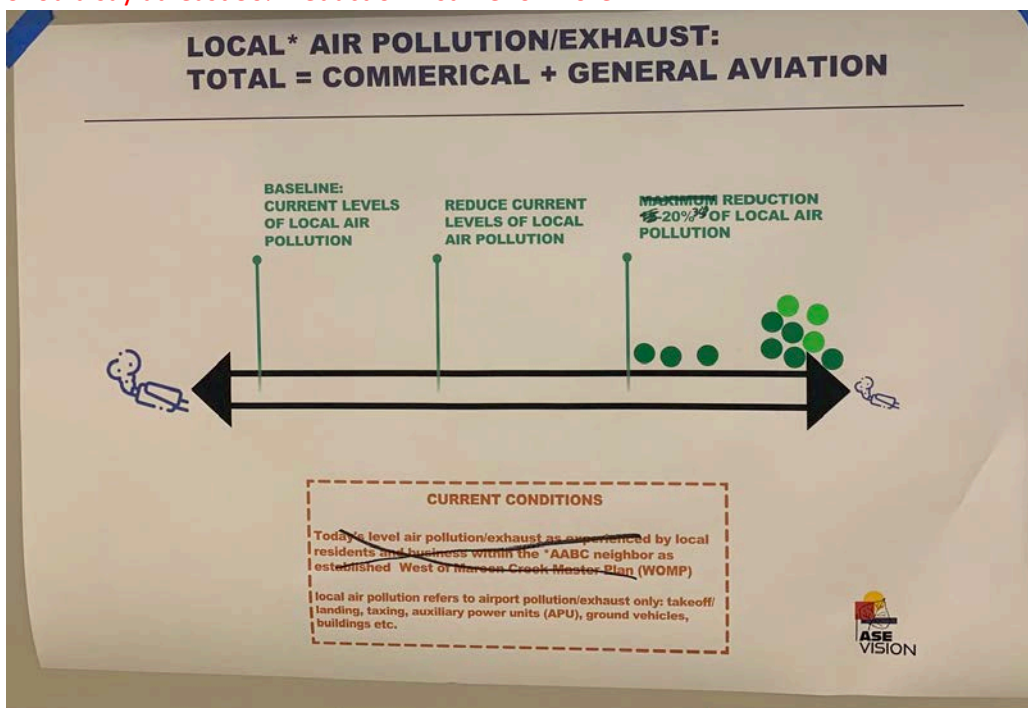 LOCAL* AIR POLLUTION/EXHAUST:
TOTAL = COMMERICAL + GENERAL AVIATION
BASELINE:
CURRENT LEVELS
OF LOCAL AIR
POLLUTION
REDUCE CURRENT
LEVELS OF LOCAL
AIR POLLUTION
MAXIMUM REDUCTION
15-20% OF LOCAL AIR
POLLUTION
CURRENT CONDITIONS
Today's level air pollution/exhaust as experienced by local
residents and business within the *AABC neighbor as
established West of Maroon Creek Master Plan (WOMP)
local air pollution refers to airport pollution/exhaust only: takeoff/
landing, taxing, auxiliary power units (APU), ground vehicles,
buildings etc.
ASE
VISION